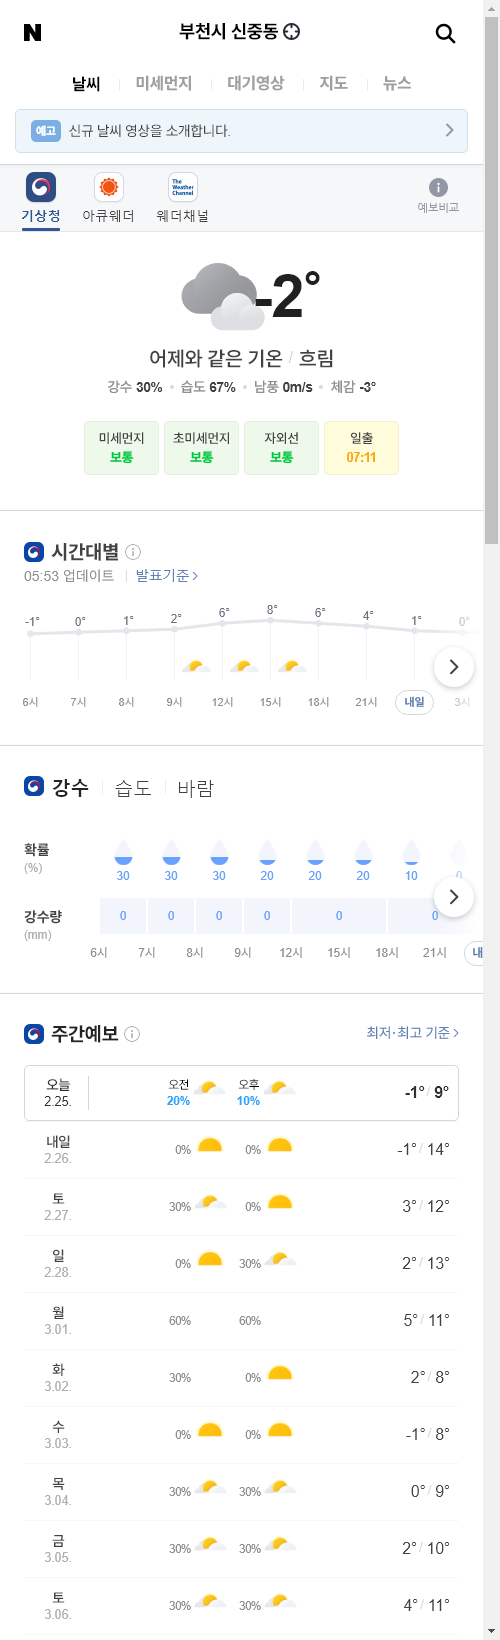 N
부천시 신중동
날씨 미세먼지 대기영상 지도 뉴스
예고 신규 날씨 영상을 소개합니다.
기상청 아큐웨더 웨더채널 예보비교
The Weather Channel
-2°
어제와 같은 기온 / 흐림
강수 30% 습도 67% 남풍 0m/s 체감 -3°
미세먼지 초미세먼지 자외선 일출
보통 보통 보통 07:11
시간대별
05:53 업데이트 발표기준
-1° 0° 1° 2° 6° 8° 6° 4° 1° 0°
6시 7시 8시 9시 12시 15시 18시 21시 내일 3시
강수 습도 바람
확률
(%)
30 30 30 20 20 20 10 0
강수량
(mm)
0 0 0 0 0 0
6시 7시 8시 9시 12시 15시 18시 21시 내
주간예보 최저·최고 기준
오늘 2.25. 오전 20% 오후 10% -1° / 9°
내일 2.26. 0% 0% -1° / 14°
토 2.27. 30% 0% 3° / 12°
일 2.28. 0% 30% 2° / 13°
월 3.01. 60% 60% 5° / 11°
화 3.02. 30% 0% 2° / 8°
수 3.03. 0% 0% -1° / 8°
목 3.04. 30% 30% 0° / 9°
금 3.05. 30% 30% 2° / 10°
토 3.06. 30% 30% 4° / 11°